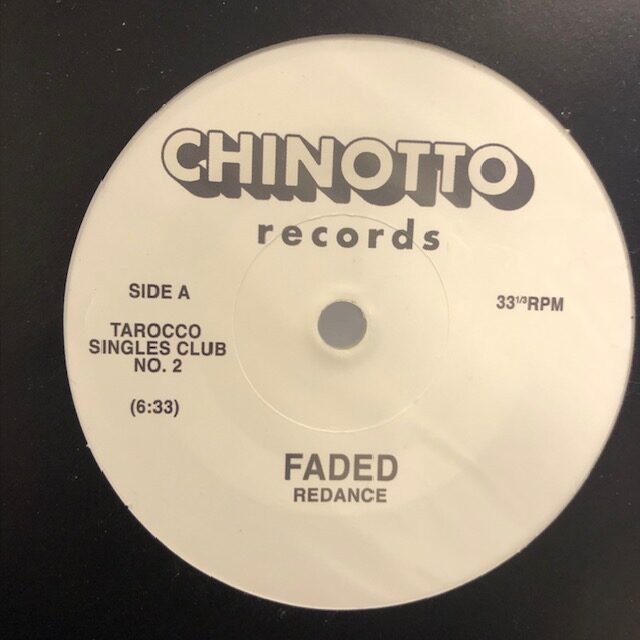 CHINOTTO
records
SIDE A
33 1/3 RPM
TAROCCO
SINGLES CLUB
NO. 2
(6:33)
FADED
REDANCE